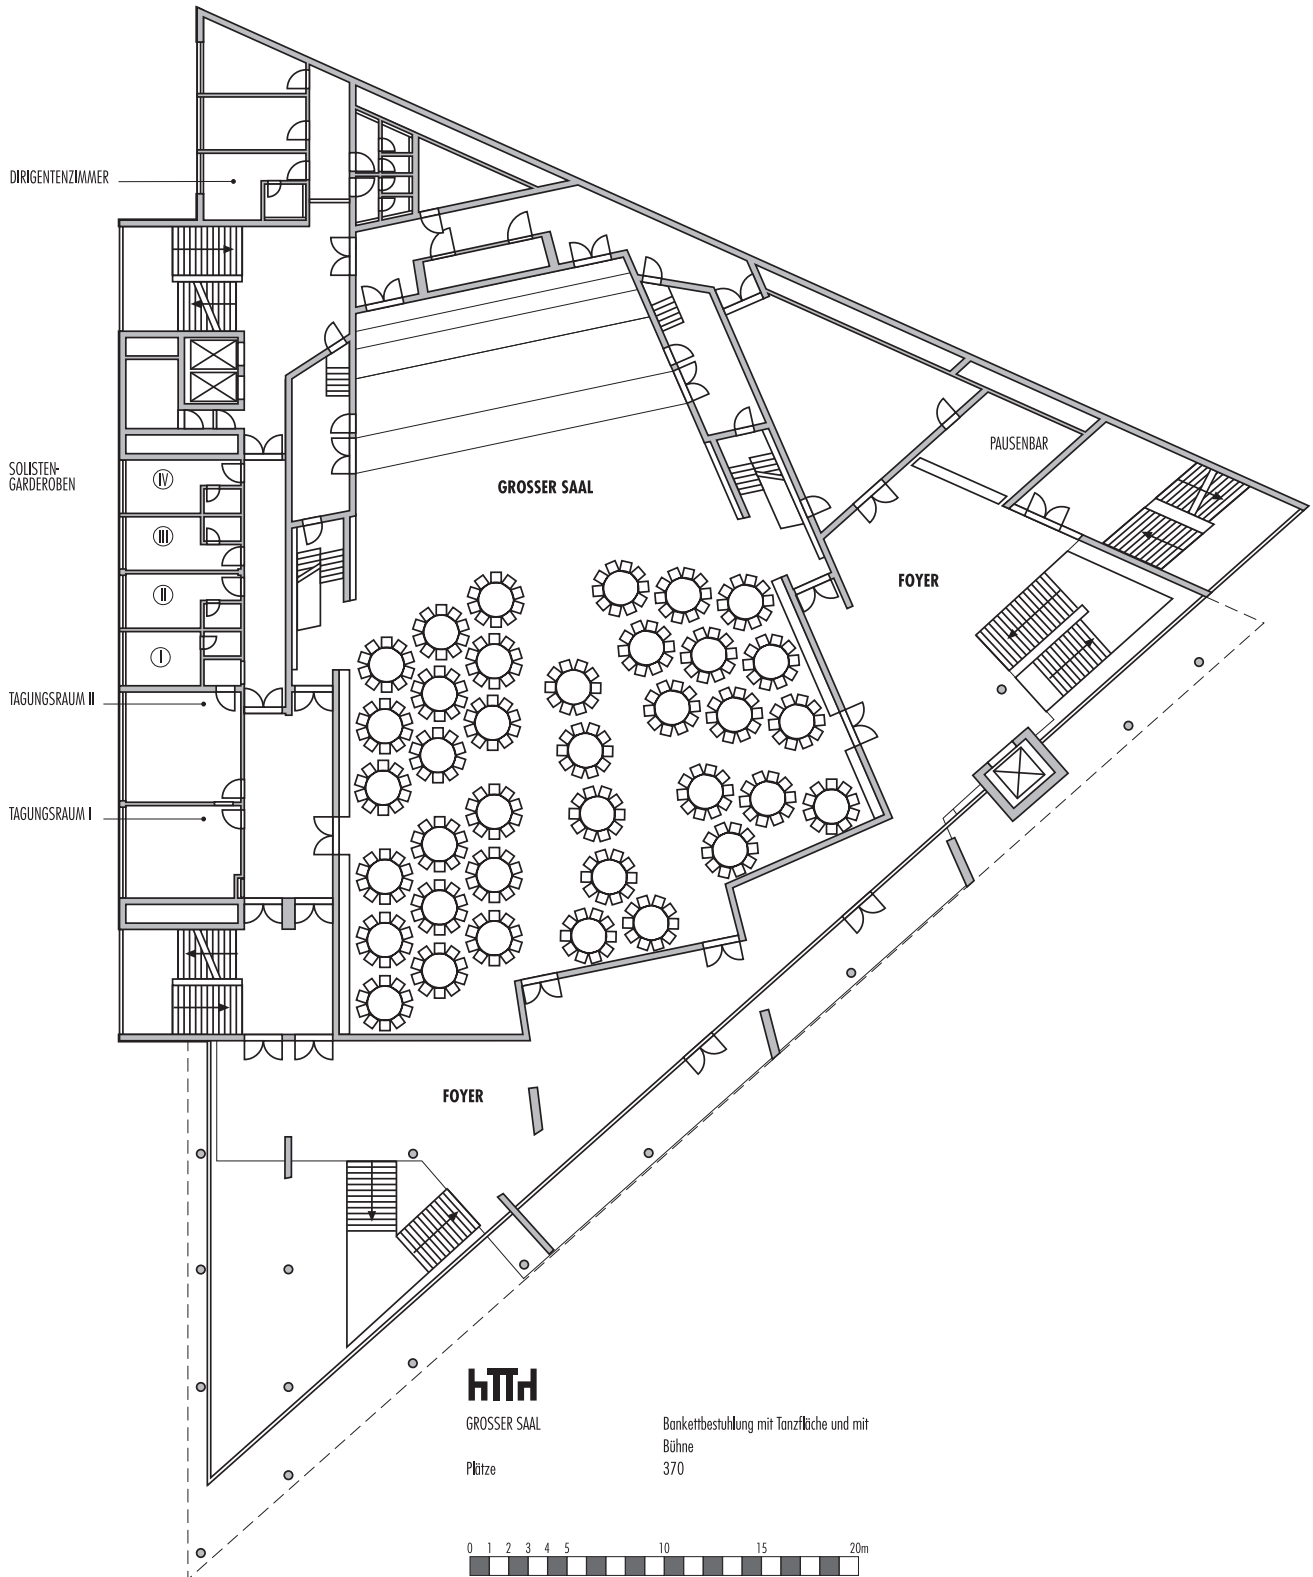 DIRIGENTENZIMMER
PAUSENBAR
SOLISTEN-
GARDEROBEN
IV
GROSSER SAAL
III
FOYER
II
I
TAGUNGSRAUM II
TAGUNGSRAUM I
FOYER
GROSSER SAAL
Bankettbestuhlung mit Tanzfläche und mit
Bühne
Plätze 370
0 1 2 3 4 5 10 15 20m